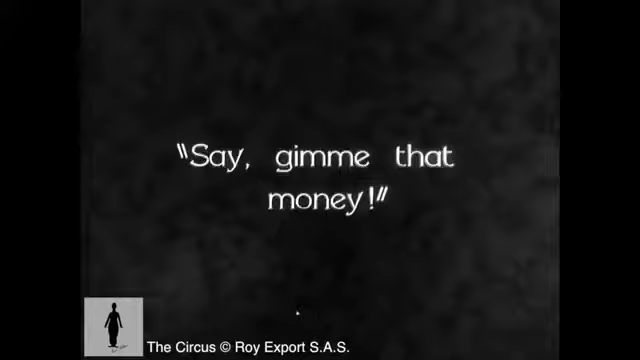 "Say, gimme that
money!"
The Circus © Roy Export S.A.S.